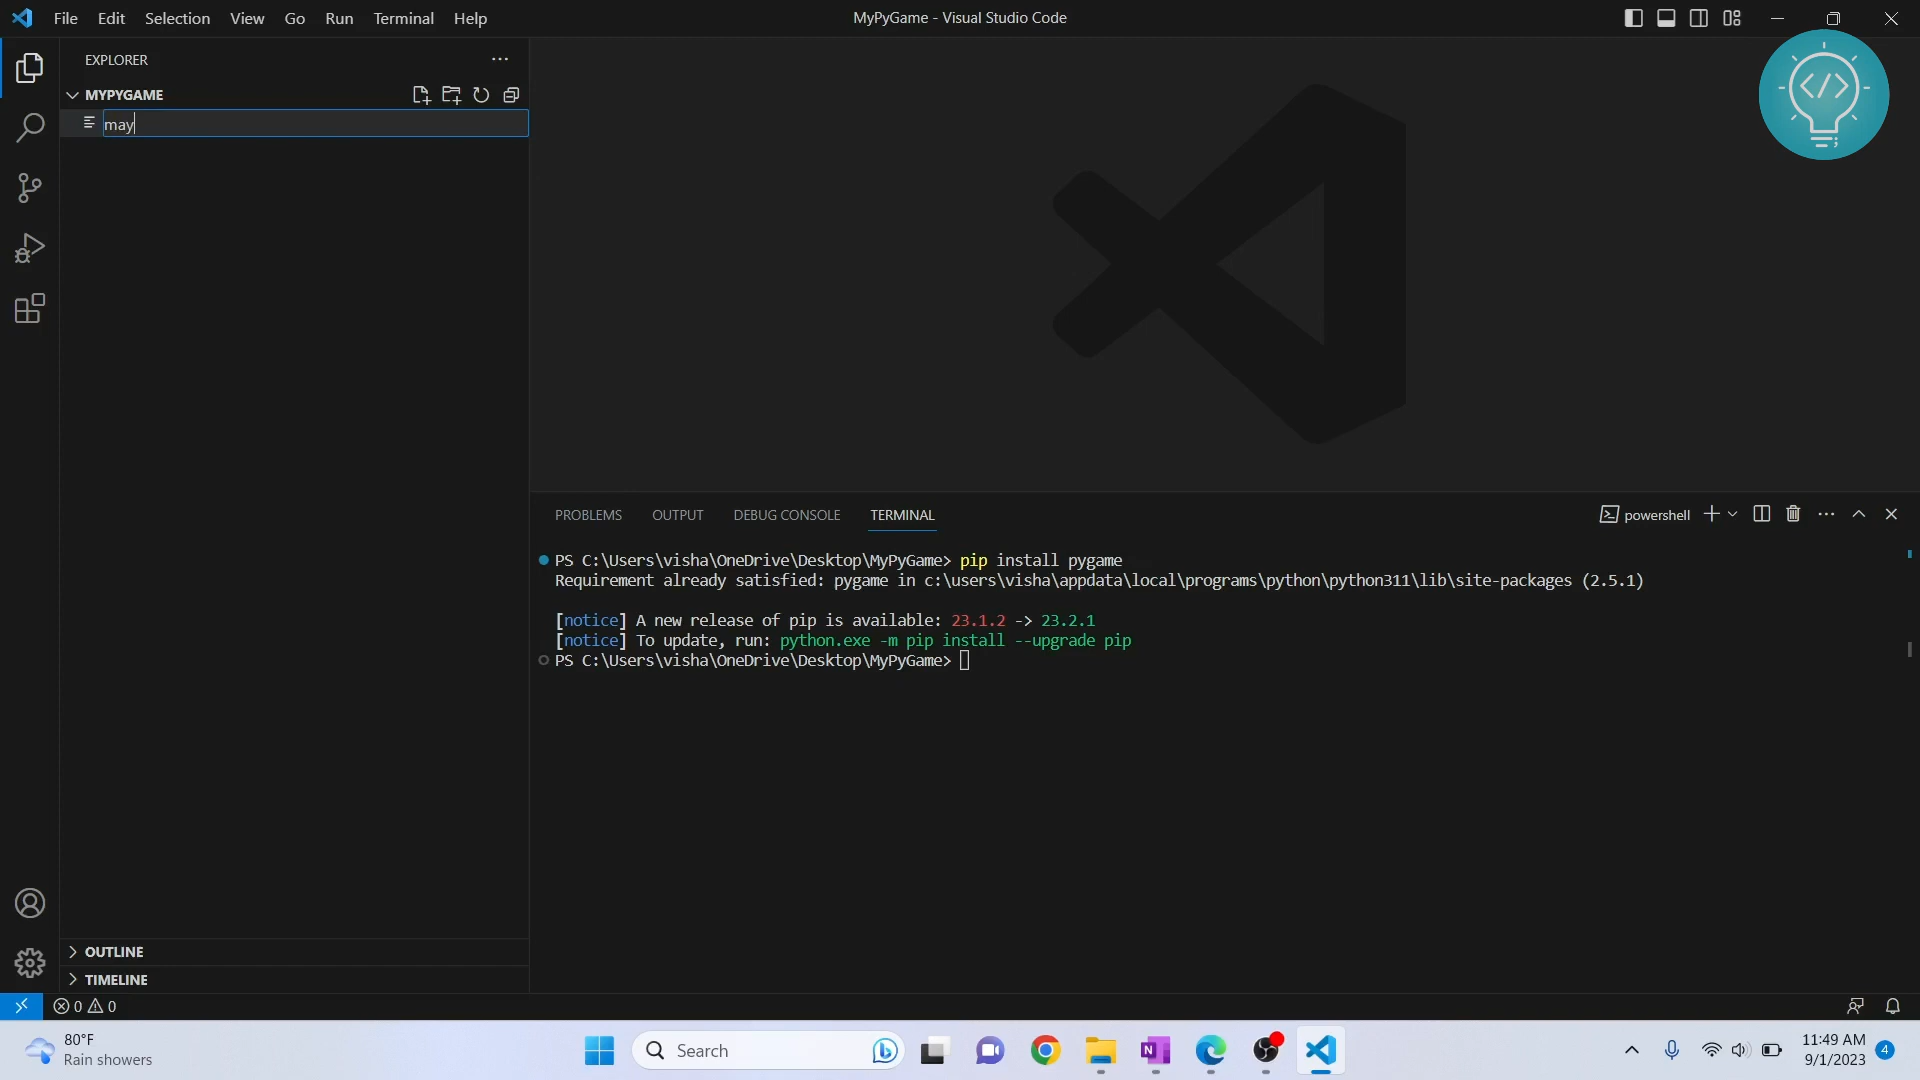 File Edit Selection View Go Run Terminal Help
MyPyGame - Visual Studio Code
EXPLORER
MYPYGAME
may
</>
;
PROBLEMS OUTPUT DEBUG CONSOLE TERMINAL
powershell
PS C:\Users\visha\OneDrive\Desktop\MyPyGame> pip install pygame
Requirement already satisfied: pygame in c:\users\visha\appdata\local\programs\python\python311\lib\site-packages (2.5.1)
[notice] A new release of pip is available: 23.1.2 -> 23.2.1
[notice] To update, run: python.exe -m pip install --upgrade pip
PS C:\Users\visha\OneDrive\Desktop\MyPyGame>
OUTLINE
TIMELINE
0 0
80°F
Rain showers
Search
N
11:49 AM
9/1/2023
4